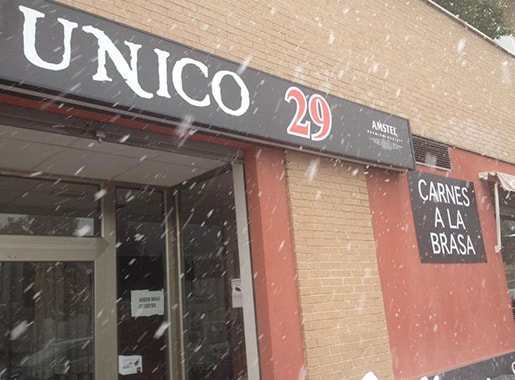 UNICO 29
AMSTEL
CARNES
A LA
BRASA